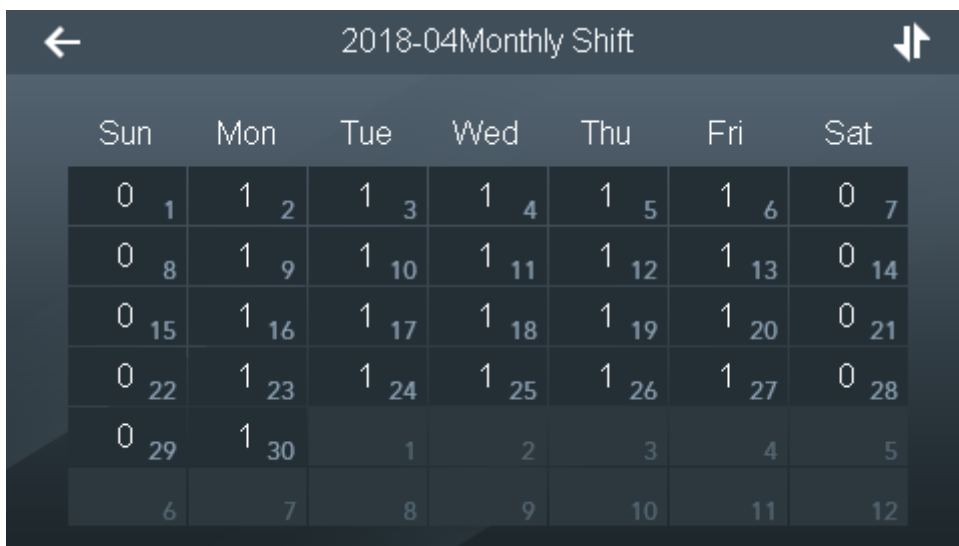 2018-04Monthly Shift
Sun Mon Tue Wed Thu Fri Sat
0 1 1 2 1 3 1 4 1 5 1 6 0 7
0 8 1 9 1 10 1 11 1 12 1 13 0 14
0 15 1 16 1 17 1 18 1 19 1 20 0 21
0 22 1 23 1 24 1 25 1 26 1 27 0 28
0 29 1 30 1 2 3 4 5
6 7 8 9 10 11 12